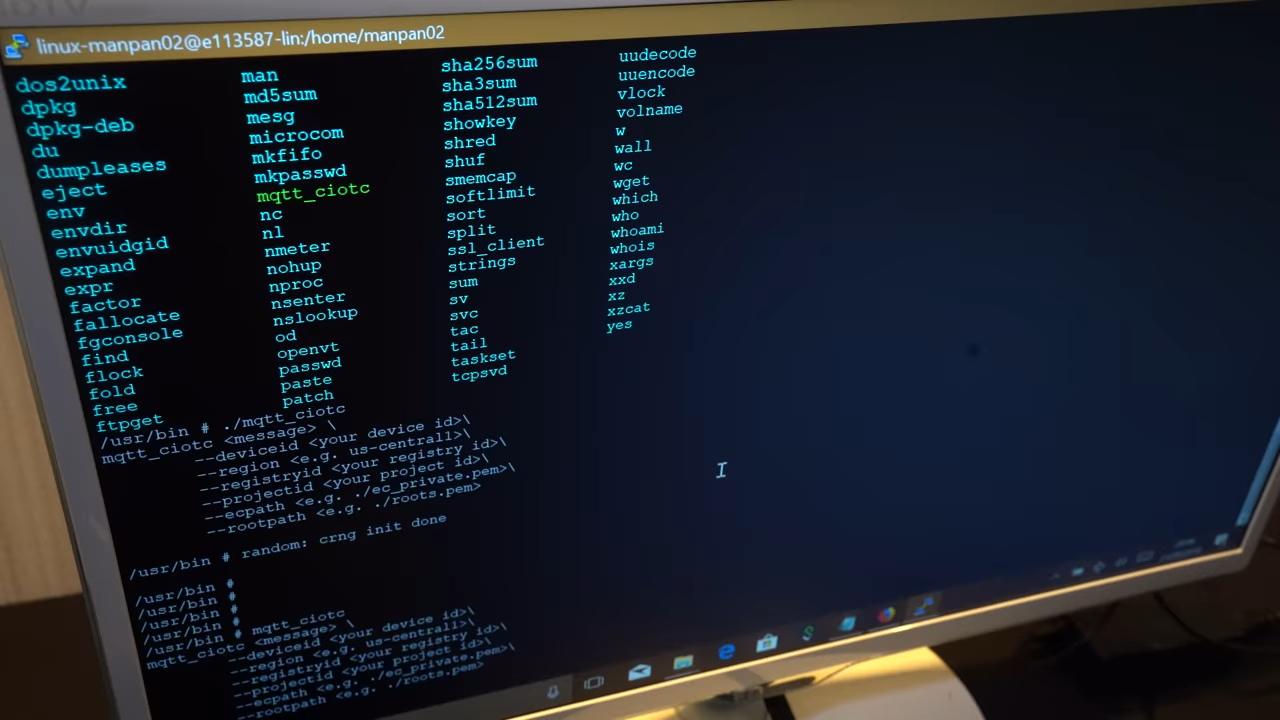 linux-manpan02@e113587-lin:/home/manpan02
dos2unix man sha256sum uudecode
dpkg md5sum sha3sum uuencode
dpkg-deb mesg sha512sum vlock
du microcom showkey volname
dumpleases mkfifo shred w
eject mkpasswd shuf wall
env mqtt_ciotc smemcap wc
envdir nc softlimit wget
envuidgid nl sort which
expand nmeter split who
expr nohup ssl_client whoami
factor nproc strings whois
fallocate nsenter sum xargs
fgconsole nslookup sv xxd
find od svc xz
flock openvt tac xzcat
fold passwd tail yes
free paste taskset
ftpget patch tcpsvd
/usr/bin # ./mqtt_ciotc
mqtt_ciotc <message> \
--deviceid <your device id>\
--region <e.g. us-central1>\
--registryid <your registry id>\
--projectid <your project id>\
--ecpath <e.g. ./ec_private.pem>\
--rootpath <e.g. ./roots.pem>
/usr/bin # random: crng init done
/usr/bin #
/usr/bin #
/usr/bin #
/usr/bin # mqtt_ciotc
mqtt_ciotc <message> \
--deviceid <your device id>\
--region <e.g. us-central1>\
--registryid <your registry id>\
--projectid <your project id>\
--ecpath <e.g. ./ec_private.pem>\
--rootpath <e.g. ./roots.pem>